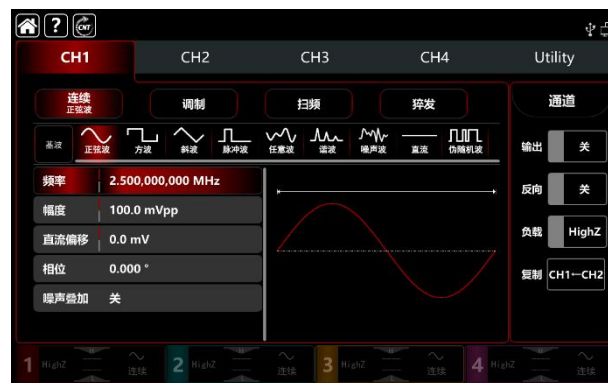 ? CNT
CH1 CH2 CH3 CH4 Utility
连续 调制 扫频 猝发 通道
正弦波
基波 正弦波 方波 斜波 脉冲波 任意波 谐波 噪声波 直流 伪随机波
输出 关
频率 2.500,000,000 MHz
反向 关
幅度 100.0 mVpp
负载 HighZ
直流偏移 0.0 mV
相位 0.000 °
复制 CH1←CH2
噪声叠加 关
1 HighZ 连续 2 HighZ 连续 3 HighZ 连续 4 HighZ 连续